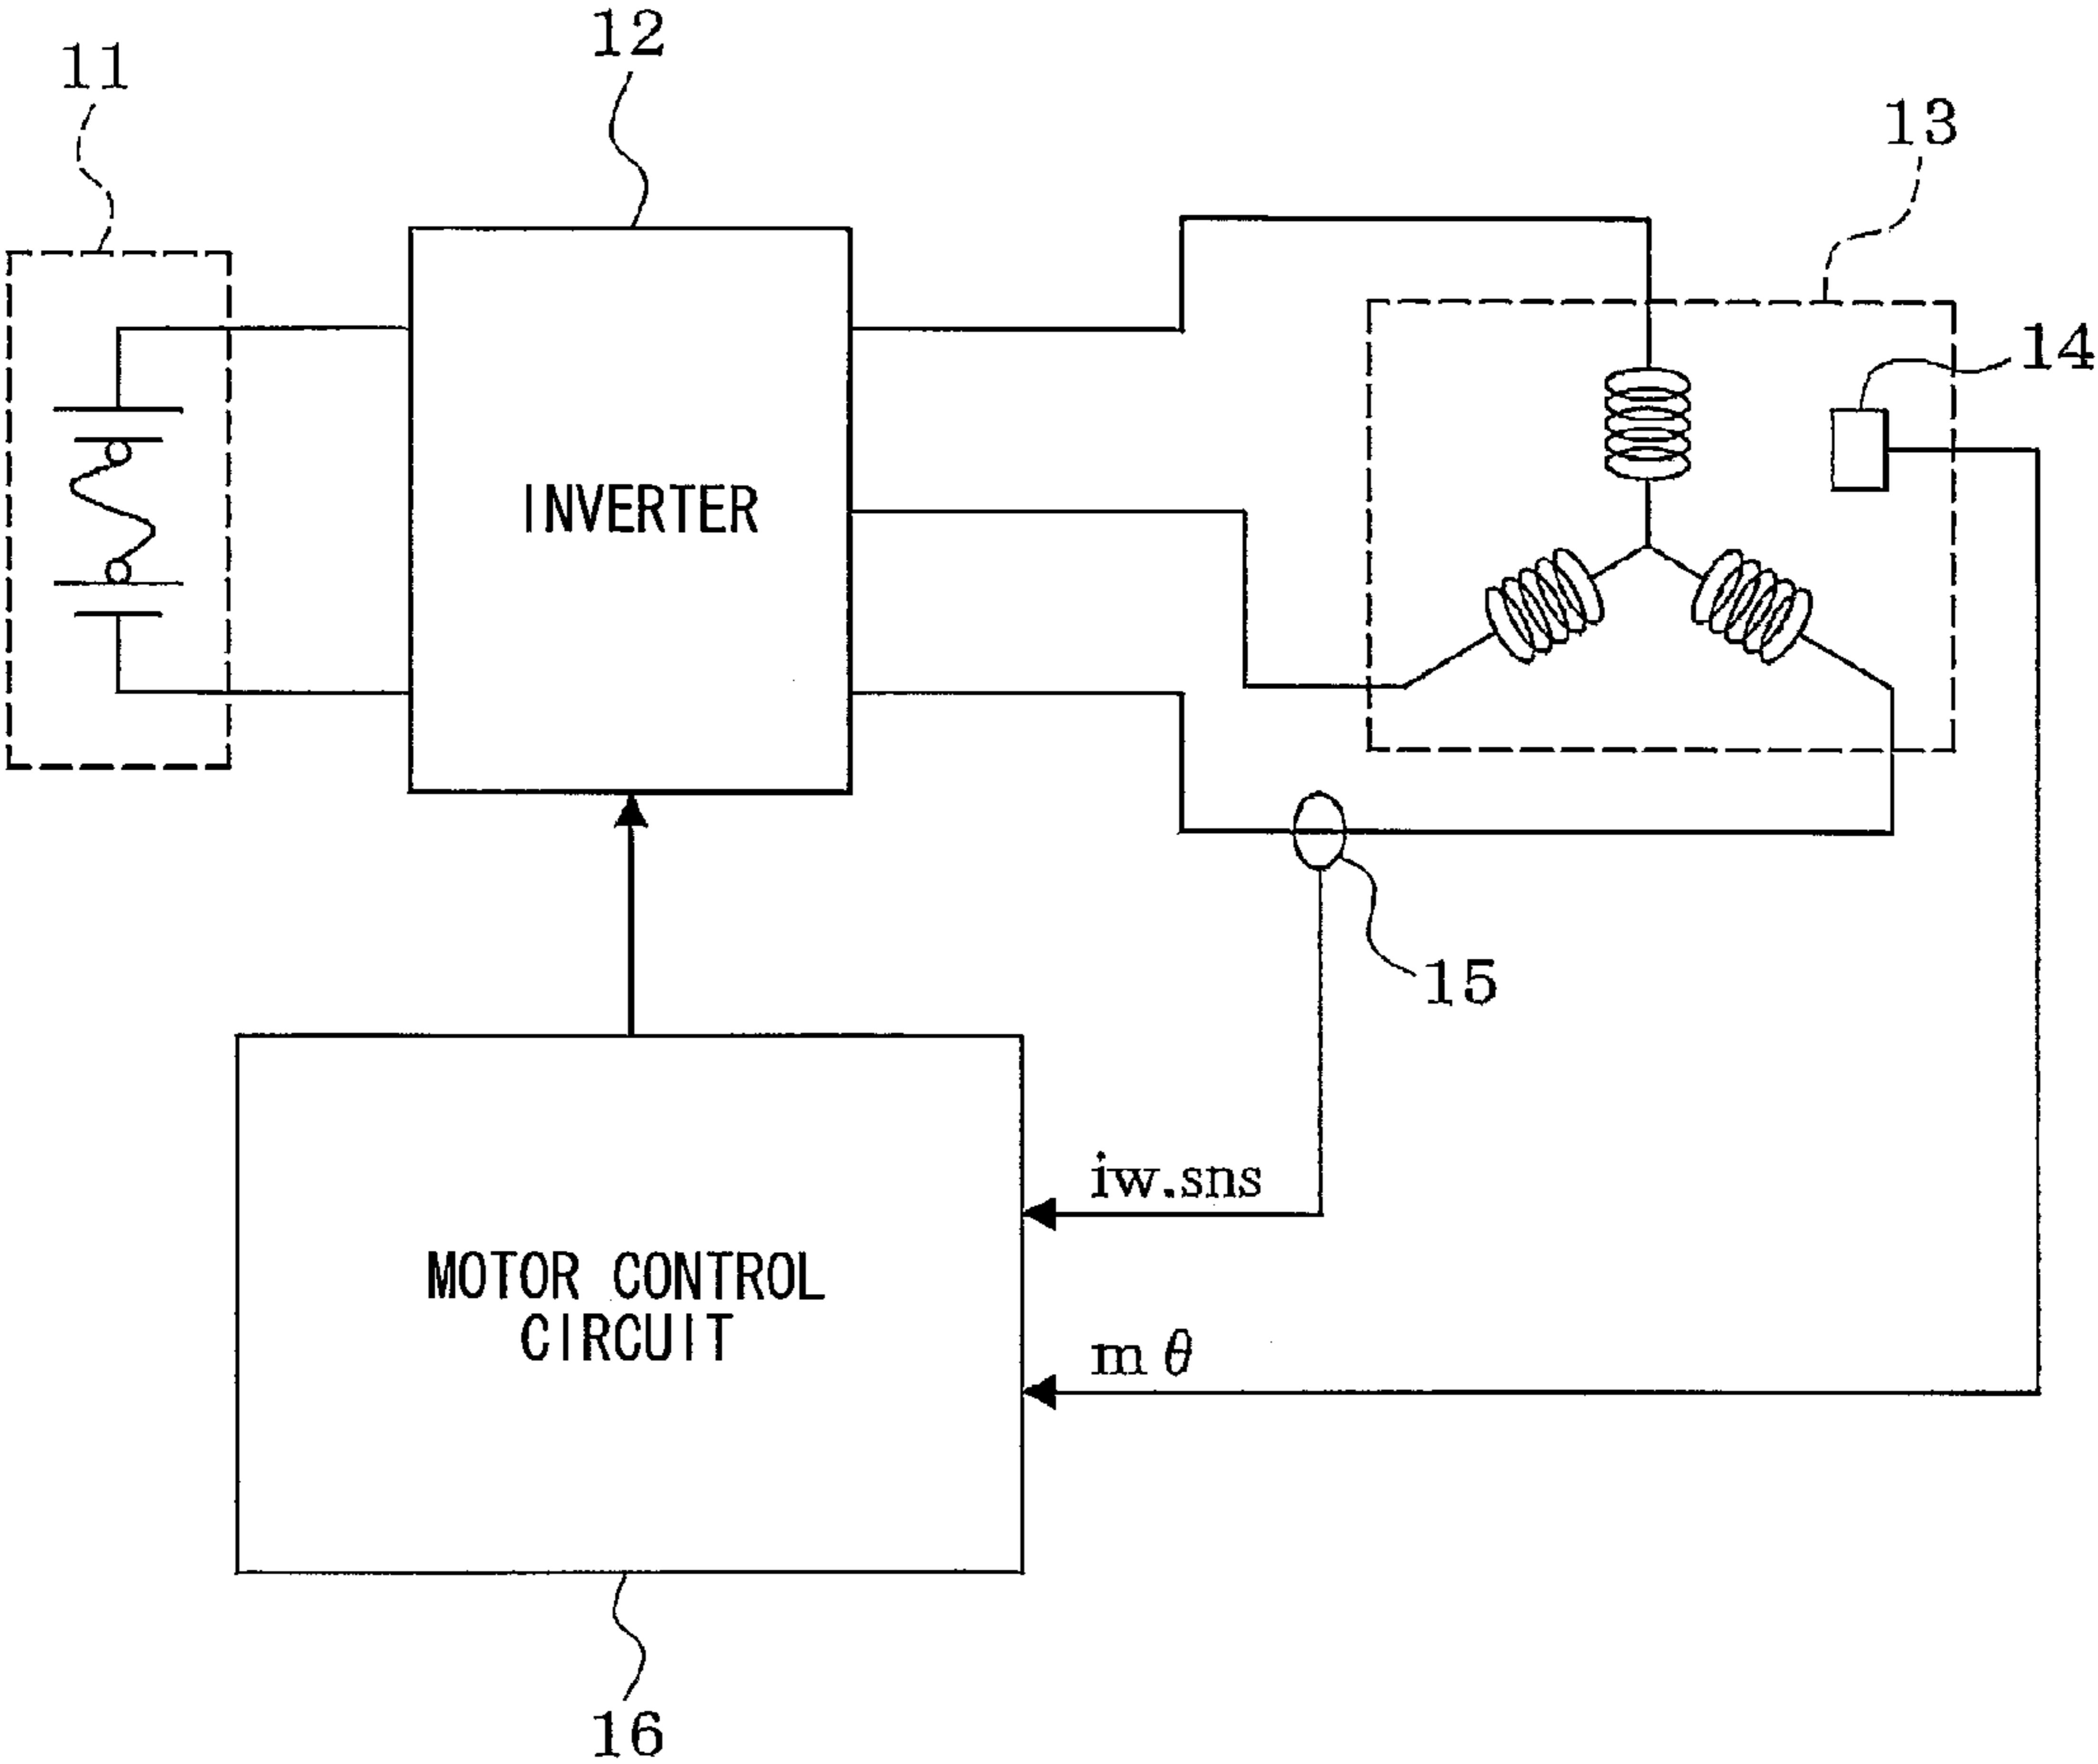 12
11
13
14
INVERTER
15
iw.sns
MOTOR CONTROL
CIRCUIT
mθ
16